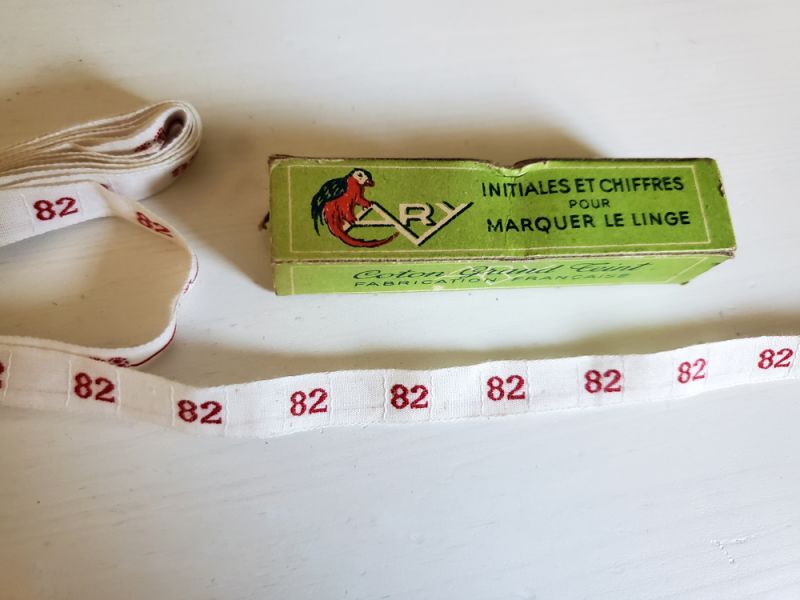 ARY
INITIALES ET CHIFFRES
POUR
MARQUER LE LINGE
Coton Grand Teint
FABRICATION FRANÇAISE
82 82
82 82 82 82 82 82 82 82